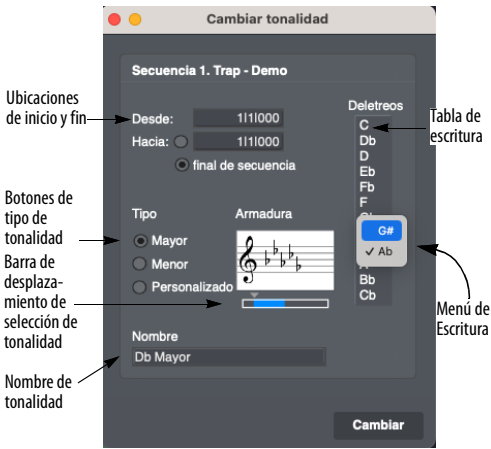 Cambiar tonalidad
Secuencia 1. Trap - Demo
Ubicaciones
de inicio y fin
Desde:
1|1|000
Hacia:
1|1|000
final de secuencia
Deletreos
C
Db
D
Eb
Fb
F
G#
✓ Ab
Bb
Cb
Tabla de
escritura
Botones de
tipo de
tonalidad
Tipo
Armadura
Mayor
Menor
Personalizado
Barra de
desplaza-
miento de
selección de
tonalidad
Menú de
Escritura
Nombre
Db Mayor
Nombre de
tonalidad
Cambiar